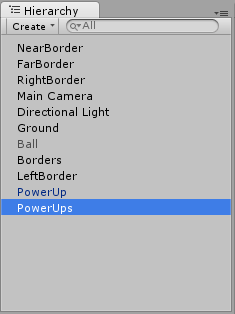 Hierarchy
Create All
NearBorder
FarBorder
RightBorder
Main Camera
Directional Light
Ground
Ball
Borders
LeftBorder
PowerUp
PowerUps